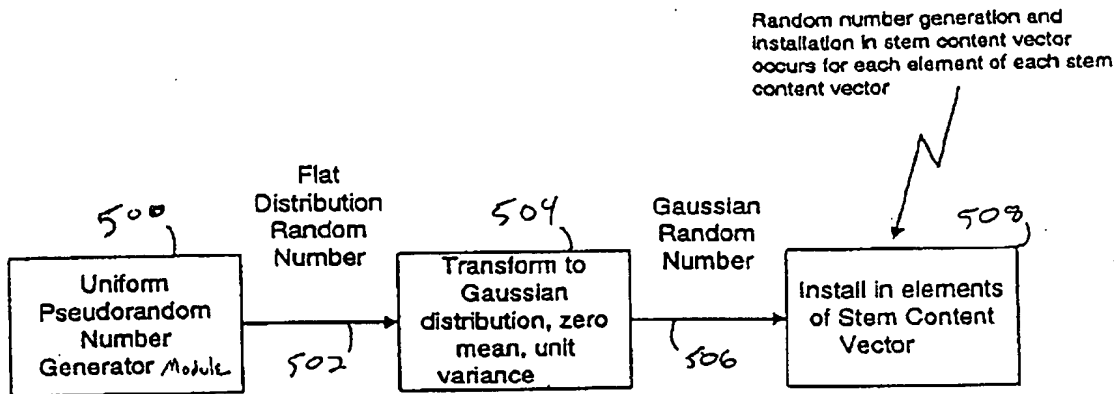 Random number generation and
installation in stem content vector
occurs for each element of each stem
content vector
Flat
Distribution
Random
Number
Gaussian
Random
Number
500
504
508
Uniform
Pseudorandom
Number
Generator Module
Transform to
Gaussian
distribution, zero
mean, unit
variance
Install in elements
of Stem Content
Vector
502
506